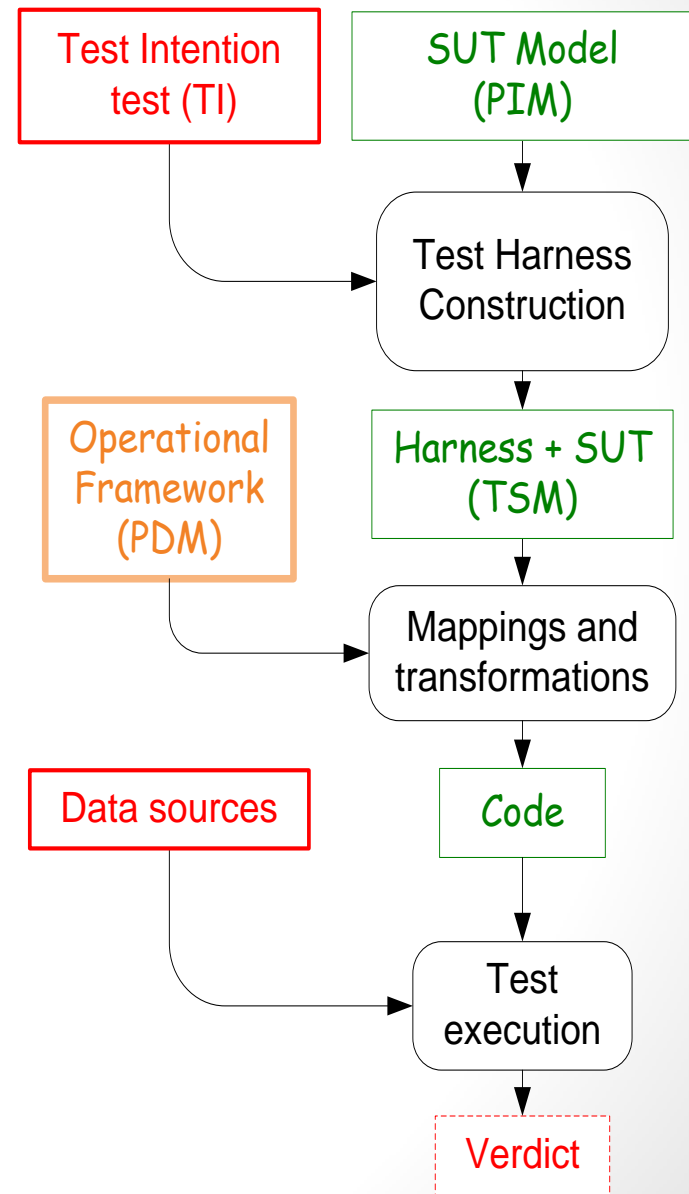 Test Intention
test (TI)
SUT Model
(PIM)
Test Harness
Construction
Operational
Framework
(PDM)
Harness + SUT
(TSM)
Mappings and
transformations
Data sources
Code
Test
execution
Verdict